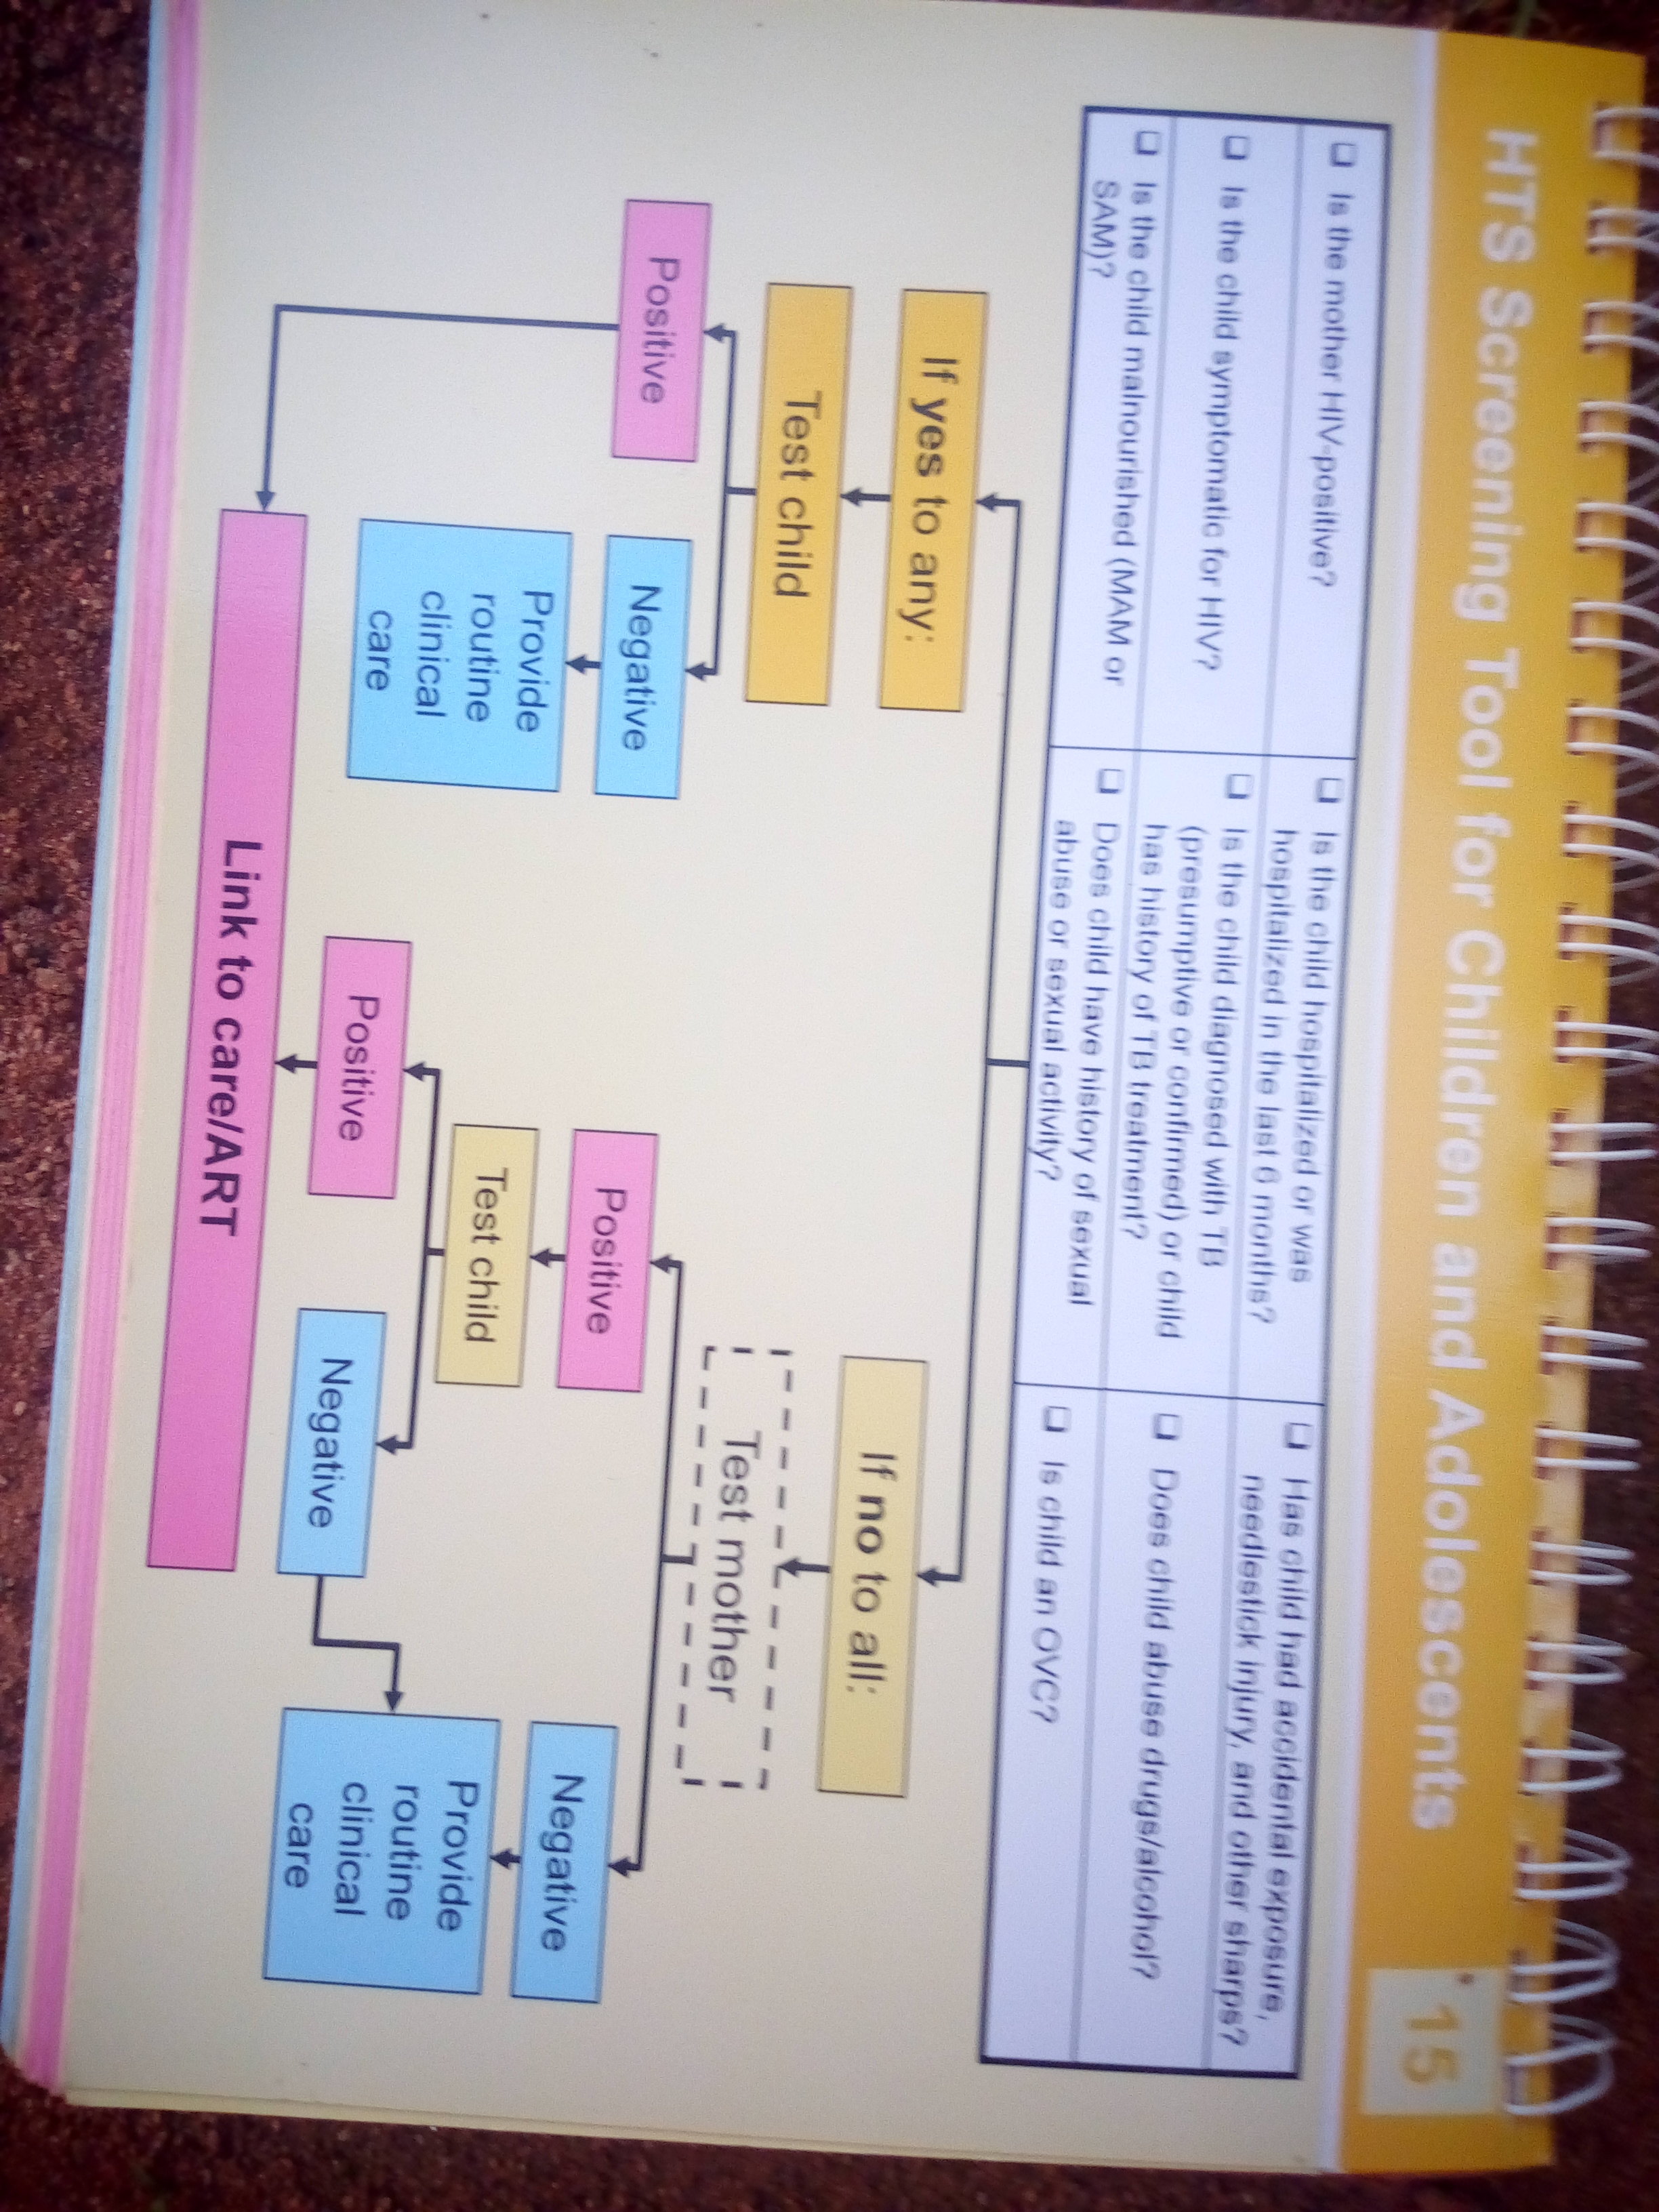 HTS Screening Tool for Children and Adolescents
15
❑ Is the mother HIV-positive?
❑ Is the child symptomatic for HIV?
❑ Is the child malnourished (MAM or
SAM)?
❑ Is the child hospitalized or was
hospitalized in the last 6 months?
❑ Is the child diagnosed with TB
(presumptive or confirmed) or child
has history of TB treatment?
❑ Does child have history of sexual
abuse or sexual activity?
❑ Has child had accidental exposure,
needlestick injury, and other sharps?
❑ Does child abuse drugs/alcohol?
❑ Is child an OVC?
If yes to any:
Test child
Positive
Negative
Provide
routine
clinical
care
If no to all:
Test mother
Positive
Test child
Positive
Negative
Negative
Provide
routine
clinical
care
Link to care/ART